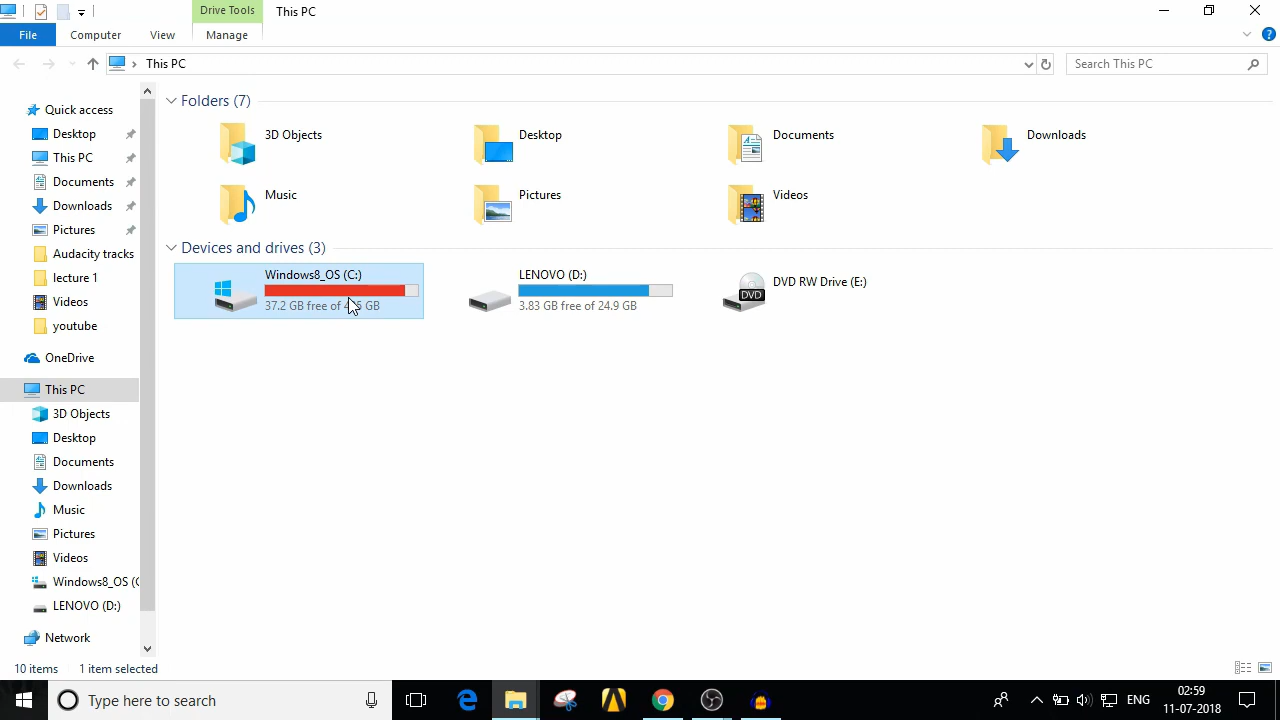 Drive Tools
This PC
File
Computer
View
Manage
This PC
Search This PC
Quick access
Desktop
This PC
Documents
Downloads
Pictures
Audacity tracks
lecture 1
Videos
youtube
OneDrive
This PC
3D Objects
Desktop
Documents
Downloads
Music
Pictures
Videos
Windows8_OS (C
LENOVO (D:)
Network
Folders (7)
3D Objects
Desktop
Documents
Downloads
Music
Pictures
Videos
Devices and drives (3)
Windows8_OS (C:)
37.2 GB free of GB
LENOVO (D:)
3.83 GB free of 24.9 GB
DVD
DVD RW Drive (E:)
10 items
1 item selected
Type here to search
ENG
02:59
11-07-2018